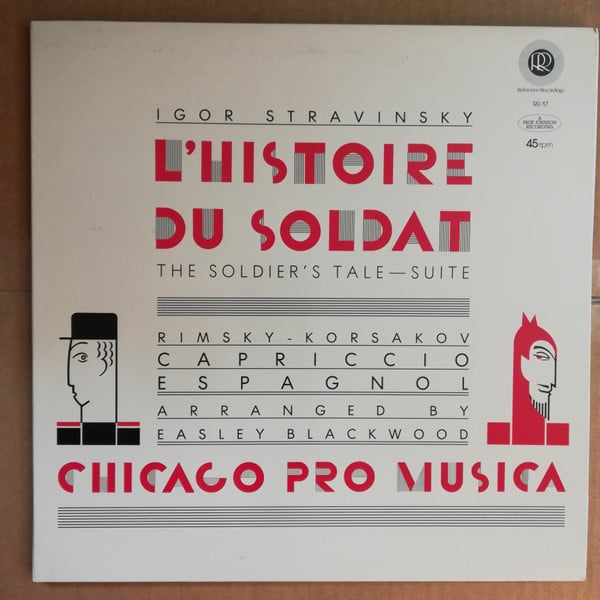 RR
Reference Recordings
RR-17
A
PROF. JOHNSON
RECORDING
45rpm
IGOR STRAVINSKY
L'HISTOIRE
DU SOLDAT
THE SOLDIER'S TALE—SUITE
RIMSKY-KORSAKOV
CAPRICCIO
ESPAGNOL
ARRANGED BY
EASLEY BLACKWOOD
CHICAGO PRO MUSICA